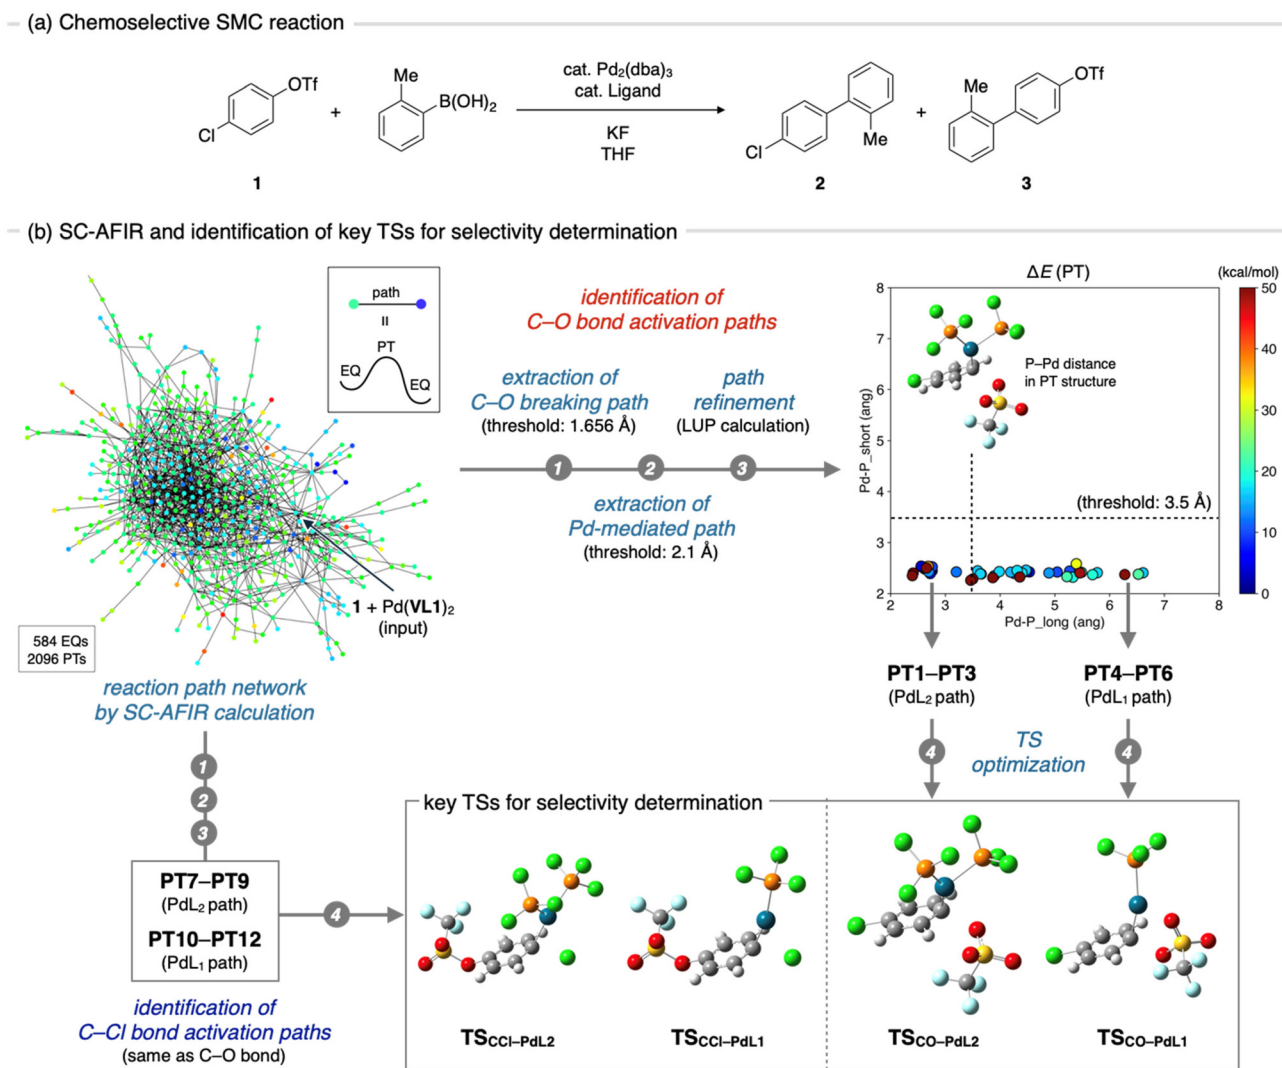 (a) Chemoselective SMC reaction
OTf
Cl
1
+
Me
B(OH)₂
cat. Pd₂(dba)₃
cat. Ligand
KF
THF
Cl
Me
2
+
Me
OTf
3
(b) SC-AFIR and identification of key TSs for selectivity determination
path
=
PT
EQ
EQ
584 EQs
2096 PTs
1 + Pd(VL1)₂
(input)
reaction path network
by SC-AFIR calculation
identification of
C–O bond activation paths
extraction of
C–O breaking path
(threshold: 1.656 Å)
path
refinement
(LUP calculation)
1
2
3
extraction of
Pd-mediated path
(threshold: 2.1 Å)
ΔE (PT)
(kcal/mol)
P–Pd distance
in PT structure
(threshold: 3.5 Å)
8
7
6
5
4
3
2
Pd-P_short (ang)
2
3
4
5
6
7
8
Pd-P_long (ang)
50
40
30
20
10
0
PT1–PT3
(PdL₂ path)
PT4–PT6
(PdL₁ path)
4
TS
optimization
4
1
2
3
PT7–PT9
(PdL₂ path)
PT10–PT12
(PdL₁ path)
4
identification of
C–Cl bond activation paths
(same as C–O bond)
key TSs for selectivity determination
TSCCl–PdL2
TSCCl–PdL1
TSCO–PdL2
TSCO–PdL1